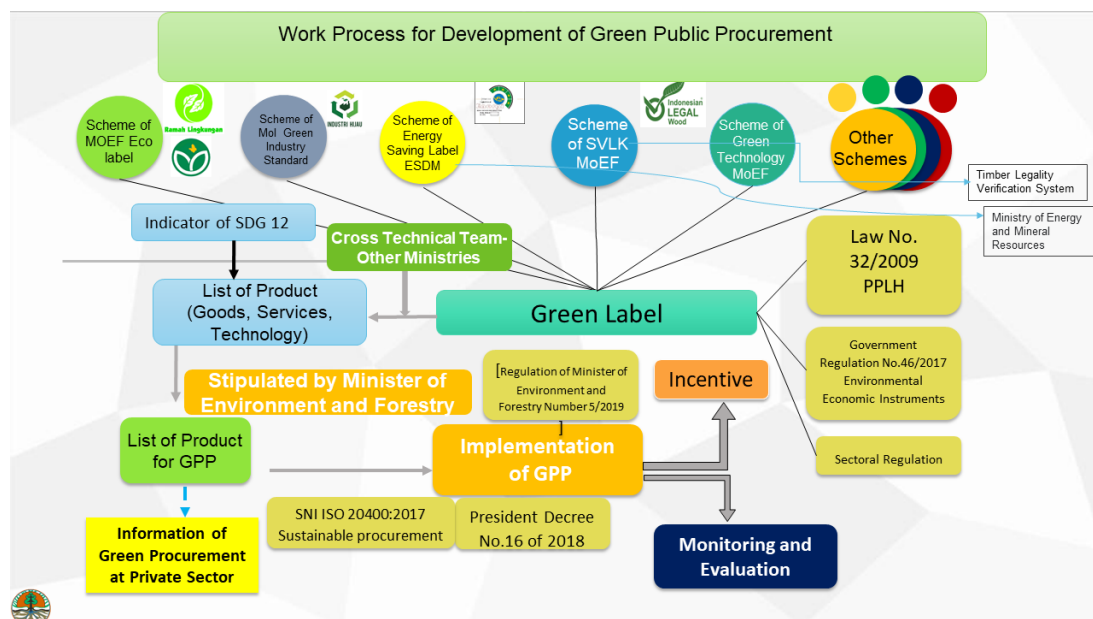 Work Process for Development of Green Public Procurement
Scheme of
MOEF Eco
label
Ramah Lingkungan
Scheme of
MoI Green
Industry
Standard
INDUSTRI HIJAU
Scheme of
Energy
Saving Label
ESDM
Scheme
of SVLK
MoEF
Indonesian
LEGAL
Wood
Scheme of
Green
Technology
MoEF
Other
Schemes
Timber Legality
Verification System
Ministry of Energy
and Mineral
Resources
Indicator of SDG 12
Cross Technical Team-
Other Ministries
Law No.
32/2009
PPLH
List of Product
(Goods, Services,
Technology)
Green Label
Government
Regulation No.46/2017
Environmental
Economic Instruments
Stipulated by Minister of
Environment and Forestry
[Regulation of Minister of
Environment and
Forestry Number 5/2019
]
Incentive
List of Product
for GPP
Implementation
of GPP
Sectoral Regulation
SNI ISO 20400:2017
Sustainable procurement
President Decree
No.16 of 2018
Information of
Green Procurement
at Private Sector
Monitoring and
Evaluation